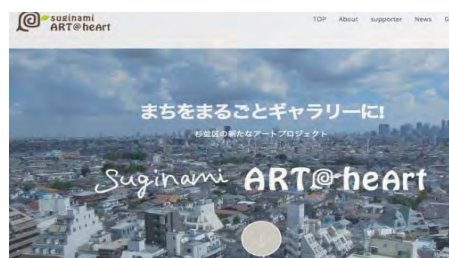 suginami
ART@heArt
TOP About supporter News G
まちをまるごとギャラリーに!
杉並区の新たなアートプロジェクト
Suginami ART@heArt